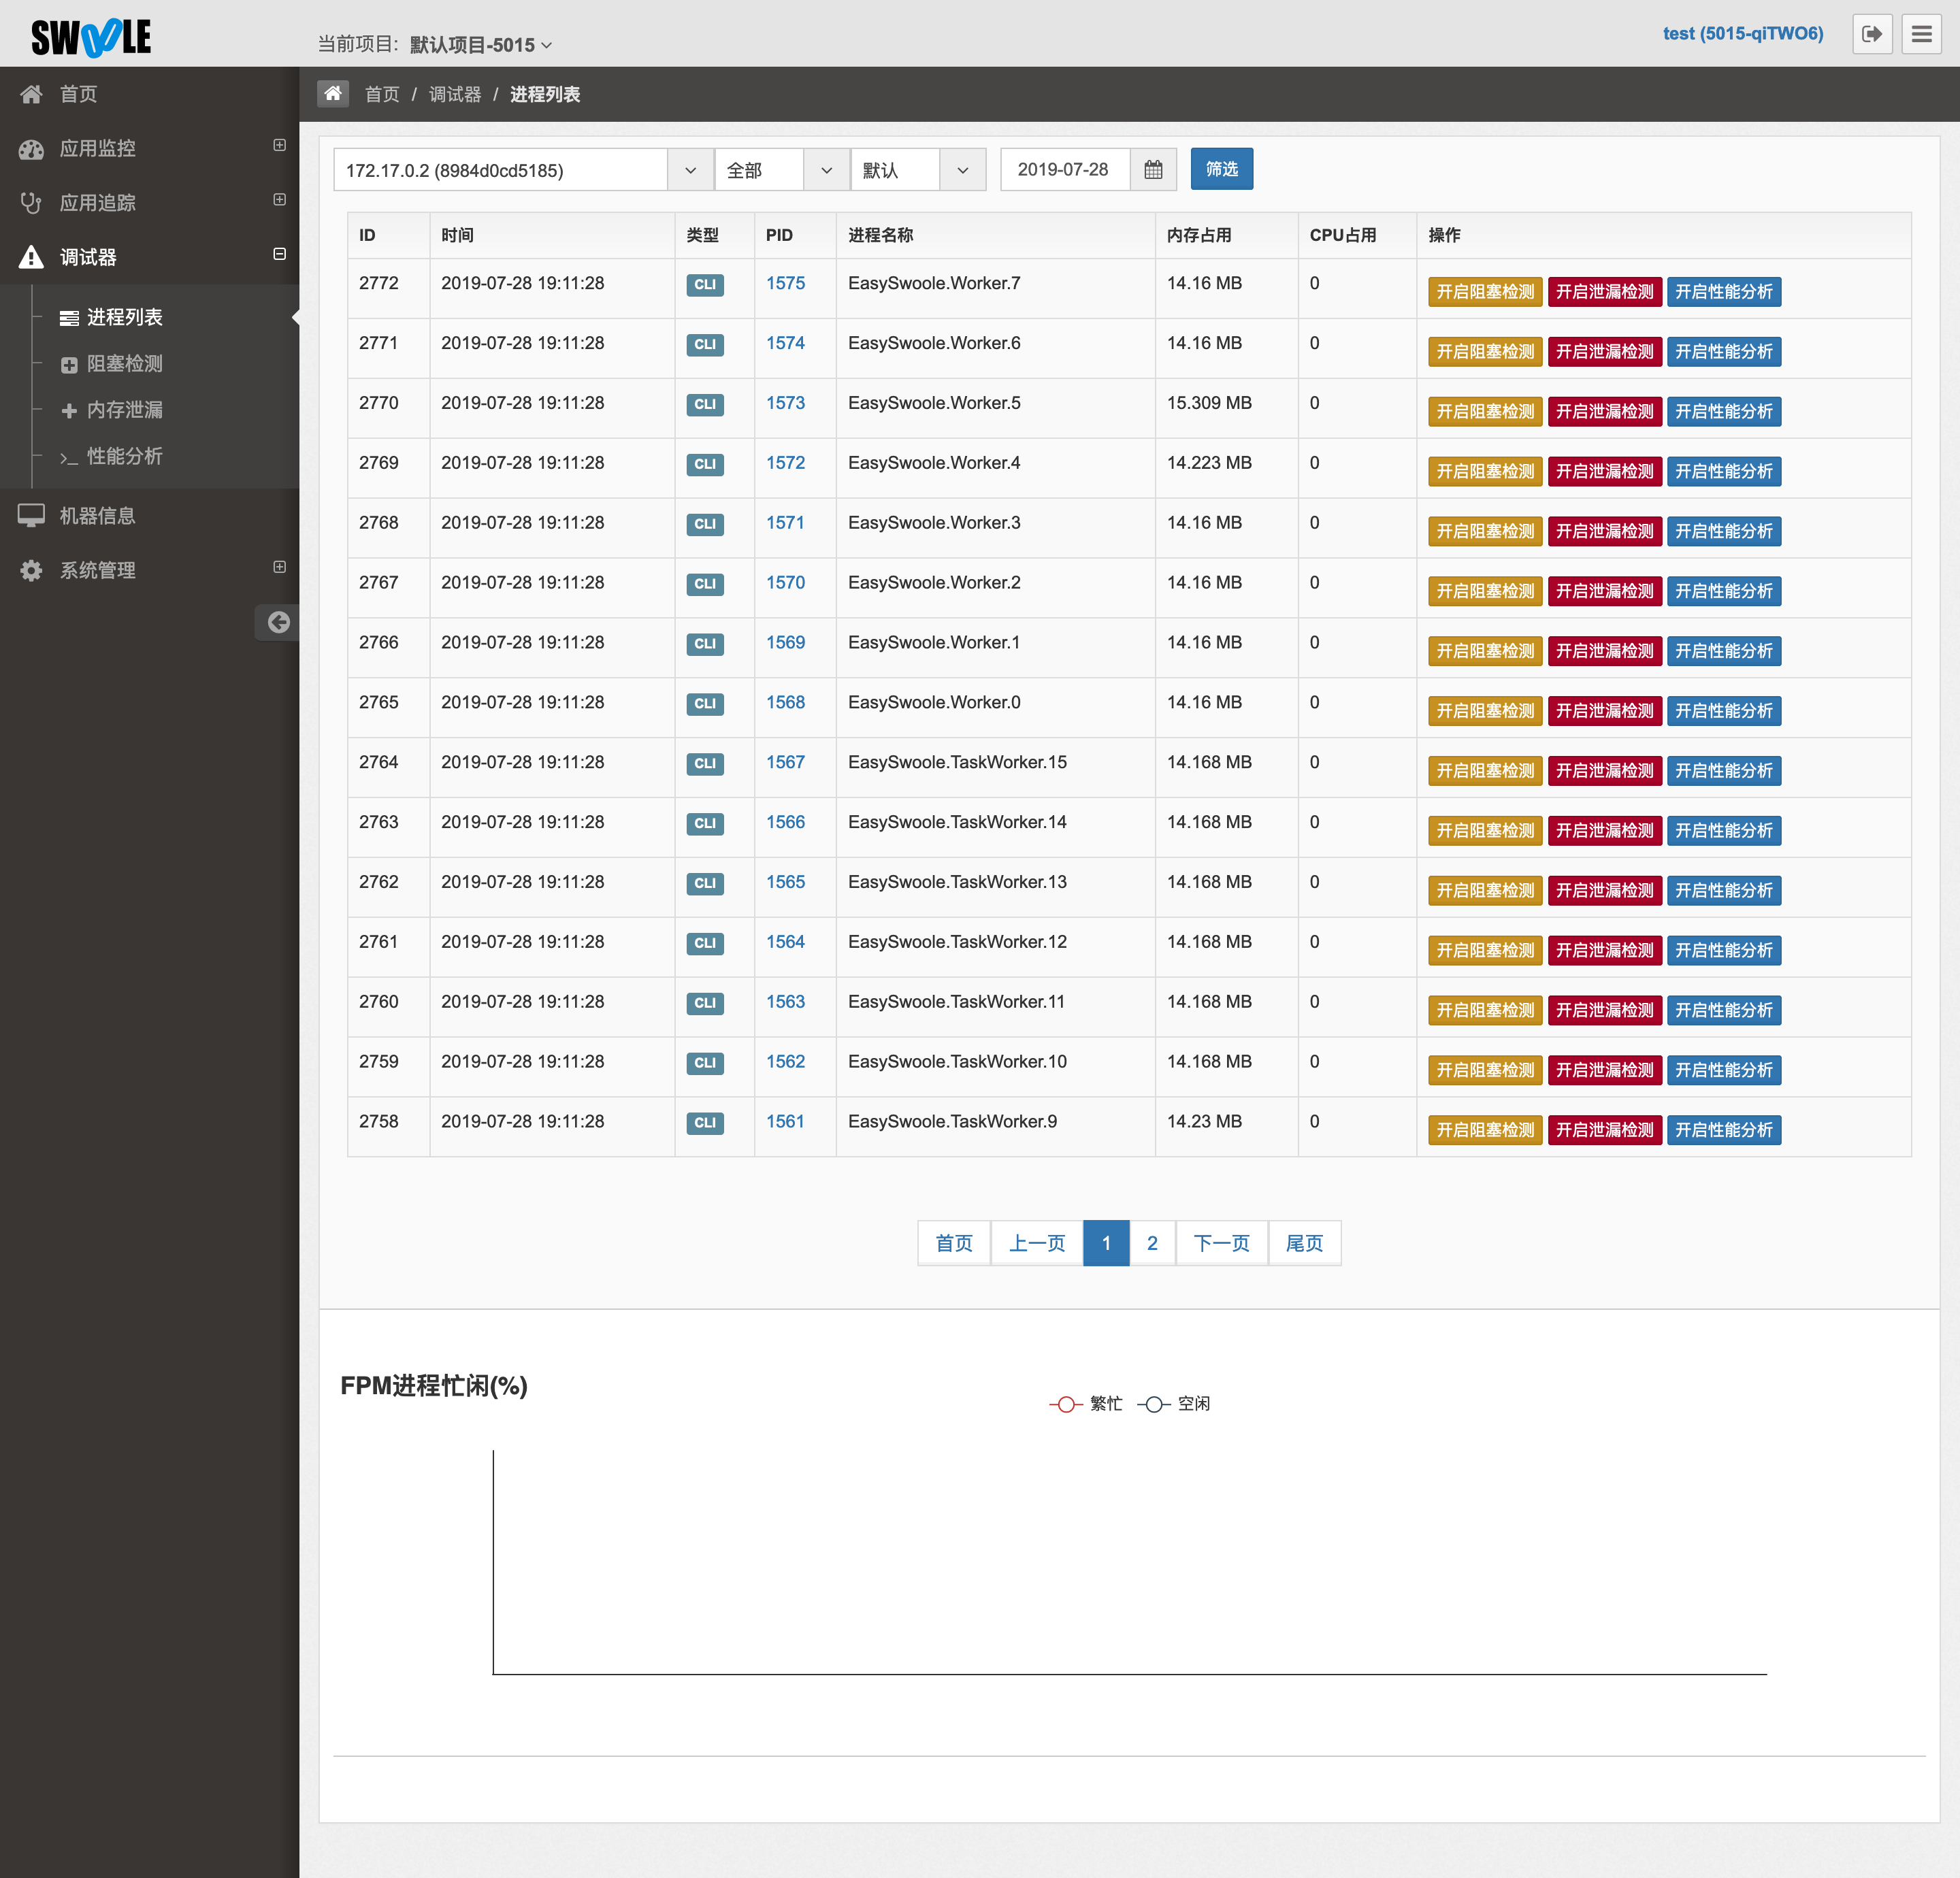 SWOOLE
当前项目: 默认项目-5015
test (5015-qiTWO6)
首页
应用监控
应用追踪
调试器
进程列表
阻塞检测
内存泄漏
性能分析
机器信息
系统管理
首页 / 调试器 / 进程列表
172.17.0.2 (8984d0cd5185) 全部 默认 2019-07-28 筛选
ID 时间 类型 PID 进程名称 内存占用 CPU占用 操作
2772 2019-07-28 19:11:28 CLI 1575 EasySwoole.Worker.7 14.16 MB 0 开启阻塞检测 开启泄漏检测 开启性能分析
2771 2019-07-28 19:11:28 CLI 1574 EasySwoole.Worker.6 14.16 MB 0 开启阻塞检测 开启泄漏检测 开启性能分析
2770 2019-07-28 19:11:28 CLI 1573 EasySwoole.Worker.5 15.309 MB 0 开启阻塞检测 开启泄漏检测 开启性能分析
2769 2019-07-28 19:11:28 CLI 1572 EasySwoole.Worker.4 14.223 MB 0 开启阻塞检测 开启泄漏检测 开启性能分析
2768 2019-07-28 19:11:28 CLI 1571 EasySwoole.Worker.3 14.16 MB 0 开启阻塞检测 开启泄漏检测 开启性能分析
2767 2019-07-28 19:11:28 CLI 1570 EasySwoole.Worker.2 14.16 MB 0 开启阻塞检测 开启泄漏检测 开启性能分析
2766 2019-07-28 19:11:28 CLI 1569 EasySwoole.Worker.1 14.16 MB 0 开启阻塞检测 开启泄漏检测 开启性能分析
2765 2019-07-28 19:11:28 CLI 1568 EasySwoole.Worker.0 14.16 MB 0 开启阻塞检测 开启泄漏检测 开启性能分析
2764 2019-07-28 19:11:28 CLI 1567 EasySwoole.TaskWorker.15 14.168 MB 0 开启阻塞检测 开启泄漏检测 开启性能分析
2763 2019-07-28 19:11:28 CLI 1566 EasySwoole.TaskWorker.14 14.168 MB 0 开启阻塞检测 开启泄漏检测 开启性能分析
2762 2019-07-28 19:11:28 CLI 1565 EasySwoole.TaskWorker.13 14.168 MB 0 开启阻塞检测 开启泄漏检测 开启性能分析
2761 2019-07-28 19:11:28 CLI 1564 EasySwoole.TaskWorker.12 14.168 MB 0 开启阻塞检测 开启泄漏检测 开启性能分析
2760 2019-07-28 19:11:28 CLI 1563 EasySwoole.TaskWorker.11 14.168 MB 0 开启阻塞检测 开启泄漏检测 开启性能分析
2759 2019-07-28 19:11:28 CLI 1562 EasySwoole.TaskWorker.10 14.168 MB 0 开启阻塞检测 开启泄漏检测 开启性能分析
2758 2019-07-28 19:11:28 CLI 1561 EasySwoole.TaskWorker.9 14.23 MB 0 开启阻塞检测 开启泄漏检测 开启性能分析
首页 上一页 1 2 下一页 尾页
FPM进程忙闲(%)
繁忙 空闲